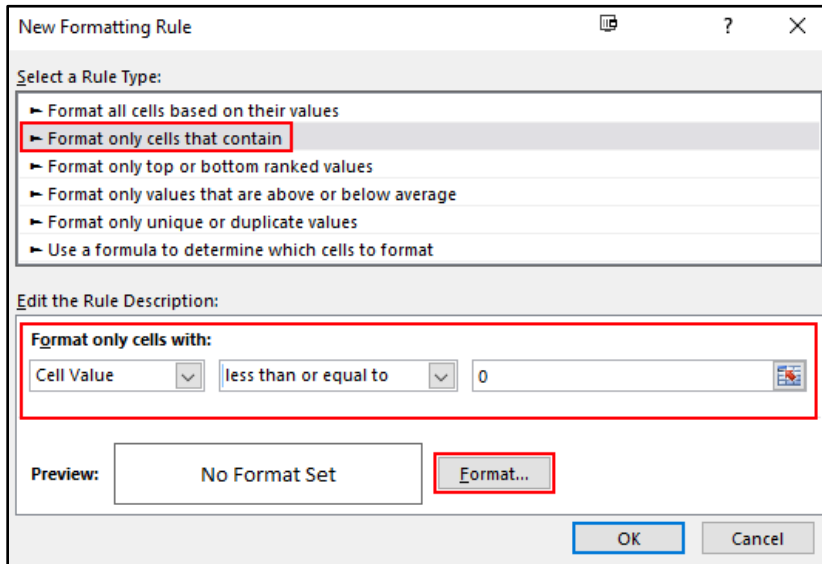 New Formatting Rule ?
Select a Rule Type:
► Format all cells based on their values
► Format only cells that contain
► Format only top or bottom ranked values
► Format only values that are above or below average
► Format only unique or duplicate values
► Use a formula to determine which cells to format
Edit the Rule Description:
Format only cells with:
Cell Value less than or equal to 0
Preview: No Format Set Format...
OK Cancel